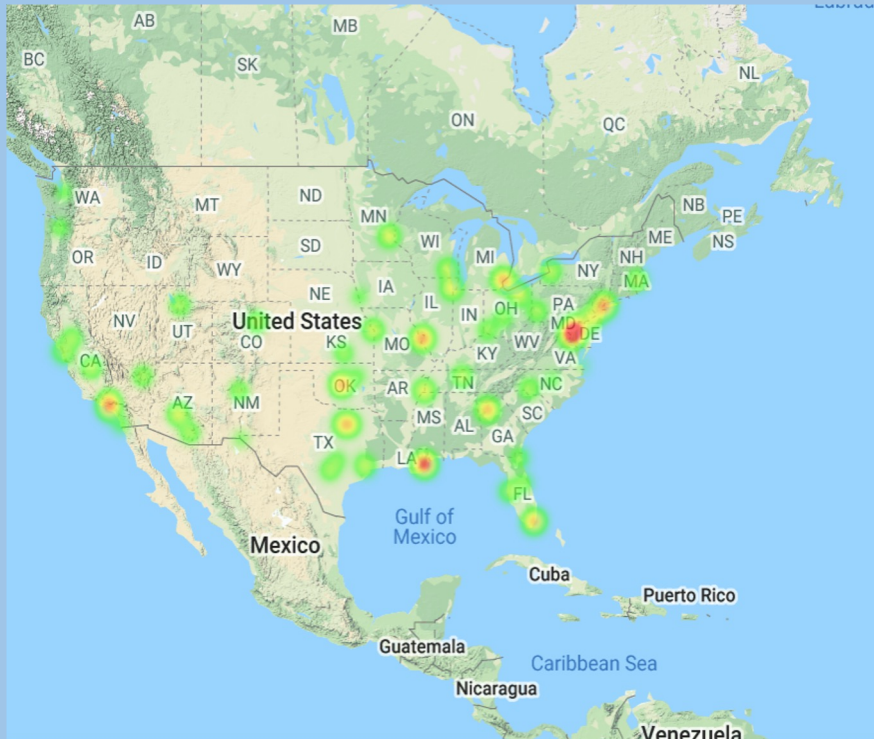 AB
MB
BC
SK
NL
ON
QC
WA
MT
ND
NB
PE
NS
ME
MN
SD
WI
MI
NH
OR
ID
WY
NY
MA
NE
IA
IL
IN
OH
PA
NV
UT
United States
CO
KS
MO
KY
WV
MD
DE
VA
CA
AZ
NM
OK
AR
TN
NC
MS
AL
SC
GA
TX
LA
FL
Gulf of
Mexico
Mexico
Cuba
Puerto Rico
Guatemala
Caribbean Sea
Nicaragua
Venezuela